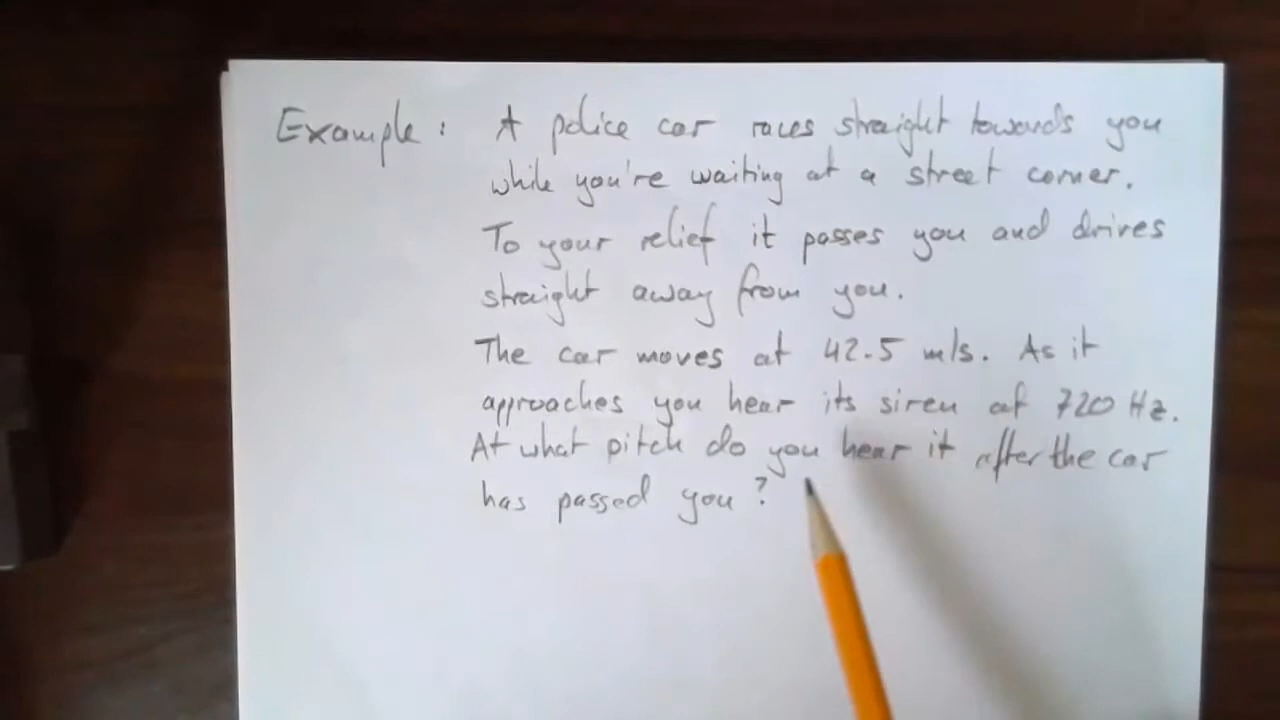 Example: A police car races straight towards you
while you're waiting at a street corner.
To your relief it passes you and drives
straight away from you.
The car moves at 42.5 m/s. As it
approaches you hear its siren at 720 Hz.
At what pitch do you hear it after the car
has passed you?